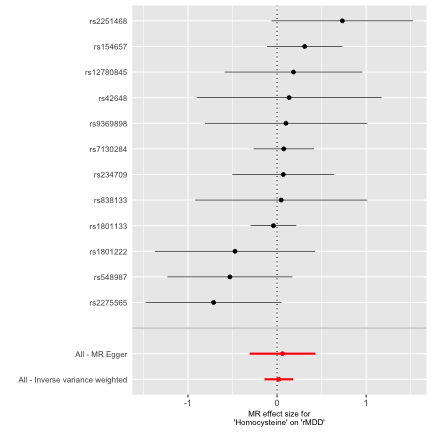 rs2251468
rs154657
rs12780845
rs42648
rs9369898
rs7130284
rs234709
rs838133
rs1801133
rs1801222
rs548987
rs2275565
All - MR Egger
All - Inverse variance weighted
-1 0 1
MR effect size for
'Homocysteine' on 'rMDD'